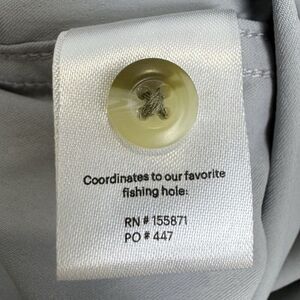 Coordinates to our favorite
fishing hole:
RN # 155871
PO # 447